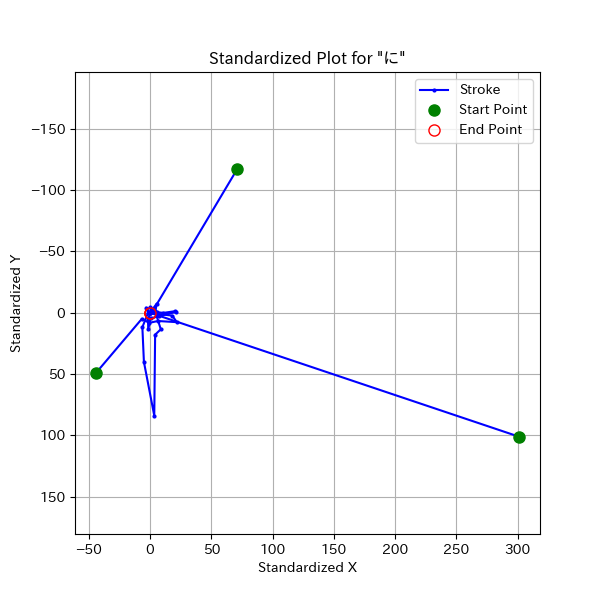 Standardized Plot for "に"
Stroke
Start Point
End Point
Standardized Y
−150
−100
−50
0
50
100
150
−50 0 50 100 150 200 250 300
Standardized X